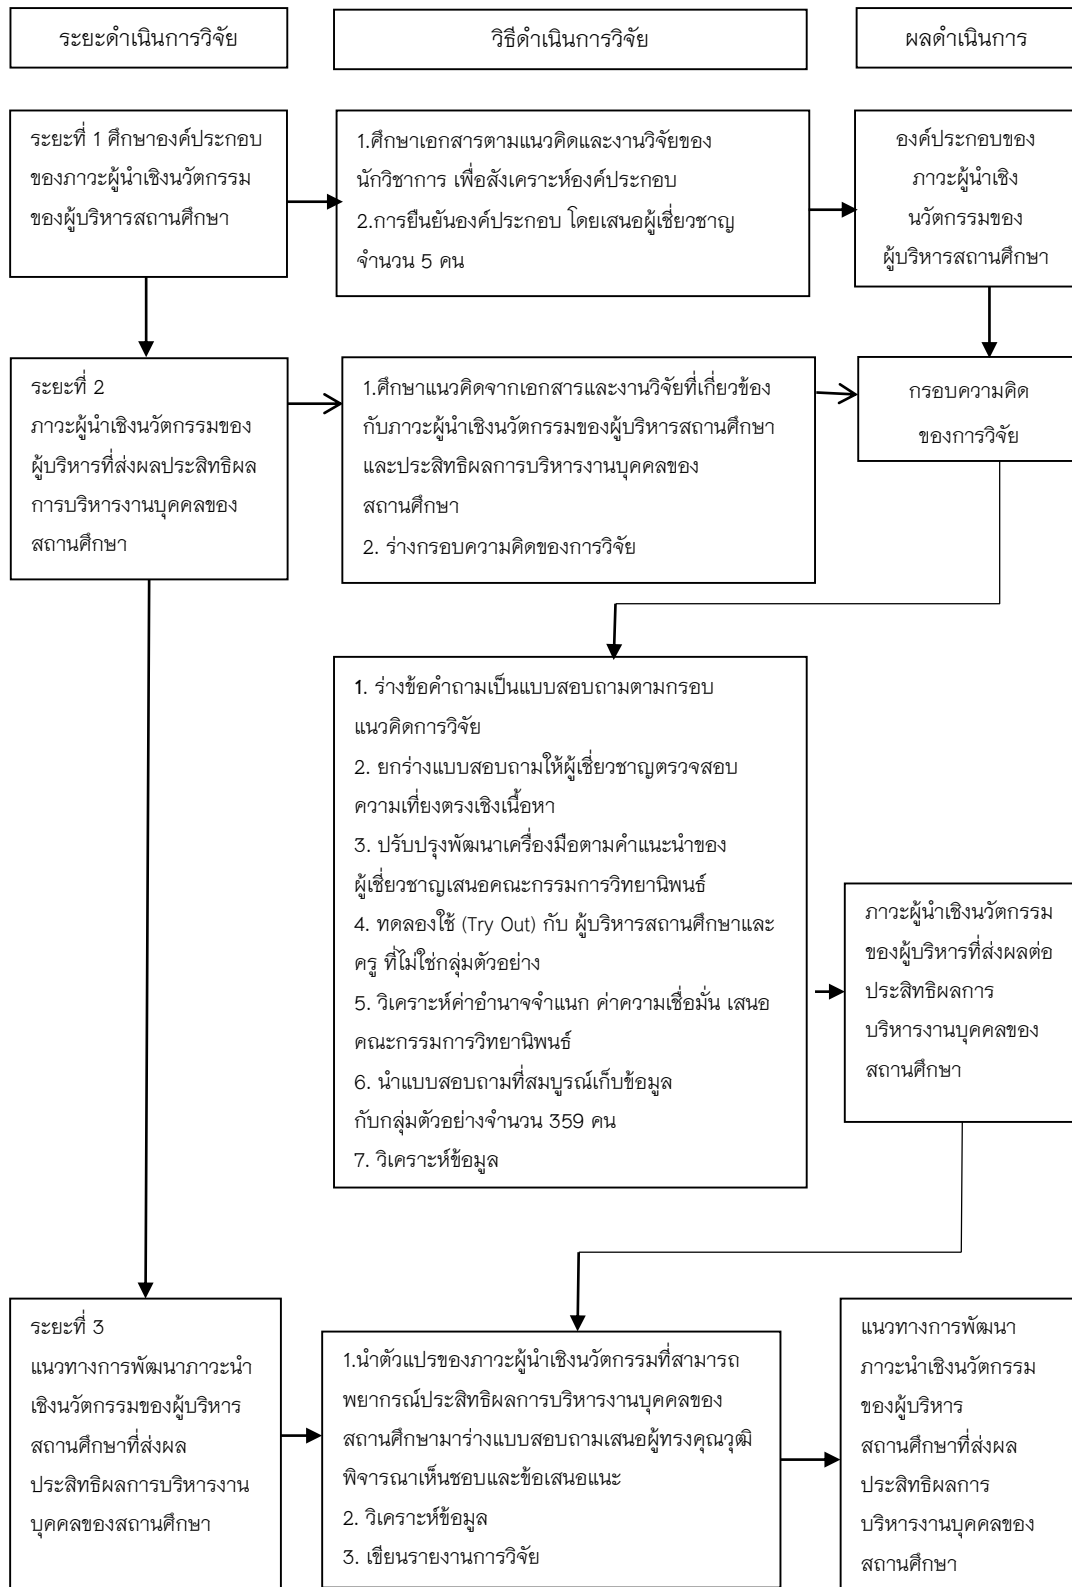 ระยะดำเนินการวิจัย
วิธีดำเนินการวิจัย
ผลดำเนินการ
ระยะที่ 1 ศึกษาองค์ประกอบ
ของภาวะผู้นำเชิงนวัตกรรม
ของผู้บริหารสถานศึกษา
1.ศึกษาเอกสารตามแนวคิดและงานวิจัยของ
นักวิชาการ เพื่อสังเคราะห์องค์ประกอบ
2.การยืนยันองค์ประกอบ โดยเสนอผู้เชี่ยวชาญ
จำนวน 5 คน
องค์ประกอบของ
ภาวะผู้นำเชิง
นวัตกรรมของ
ผู้บริหารสถานศึกษา
ระยะที่ 2
ภาวะผู้นำเชิงนวัตกรรมของ
ผู้บริหารที่ส่งผลประสิทธิผล
การบริหารงานบุคคลของ
สถานศึกษา
1.ศึกษาแนวคิดจากเอกสารและงานวิจัยที่เกี่ยวข้อง
กับภาวะผู้นำเชิงนวัตกรรมของผู้บริหารสถานศึกษา
และประสิทธิผลการบริหารงานบุคคลของ
สถานศึกษา
2. ร่างกรอบความคิดของการวิจัย
กรอบความคิด
ของการวิจัย
1. ร่างข้อคำถามเป็นแบบสอบถามตามกรอบ
แนวคิดการวิจัย
2. ยกร่างแบบสอบถามให้ผู้เชี่ยวชาญตรวจสอบ
ความเที่ยงตรงเชิงเนื้อหา
3. ปรับปรุงพัฒนาเครื่องมือตามคำแนะนำของ
ผู้เชี่ยวชาญเสนอคณะกรรมการวิทยานิพนธ์
4. ทดลองใช้ (Try Out) กับ ผู้บริหารสถานศึกษาและ
ครู ที่ไม่ใช่กลุ่มตัวอย่าง
5. วิเคราะห์ค่าอำนาจจำแนก ค่าความเชื่อมั่น เสนอ
คณะกรรมการวิทยานิพนธ์
6. นำแบบสอบถามที่สมบูรณ์เก็บข้อมูล
กับกลุ่มตัวอย่างจำนวน 359 คน
7. วิเคราะห์ข้อมูล
ภาวะผู้นำเชิงนวัตกรรม
ของผู้บริหารที่ส่งผลต่อ
ประสิทธิผลการ
บริหารงานบุคคลของ
สถานศึกษา
ระยะที่ 3
แนวทางการพัฒนาภาวะนำ
เชิงนวัตกรรมของผู้บริหาร
สถานศึกษาที่ส่งผล
ประสิทธิผลการบริหารงาน
บุคคลของสถานศึกษา
1.นำตัวแปรของภาวะผู้นำเชิงนวัตกรรมที่สามารถ
พยากรณ์ประสิทธิผลการบริหารงานบุคคลของ
สถานศึกษามาร่างแบบสอบถามเสนอผู้ทรงคุณวุฒิ
พิจารณาเห็นชอบและข้อเสนอแนะ
2. วิเคราะห์ข้อมูล
3. เขียนรายงานการวิจัย
แนวทางการพัฒนา
ภาวะนำเชิงนวัตกรรม
ของผู้บริหาร
สถานศึกษาที่ส่งผล
ประสิทธิผลการ
บริหารงานบุคคลของ
สถานศึกษา